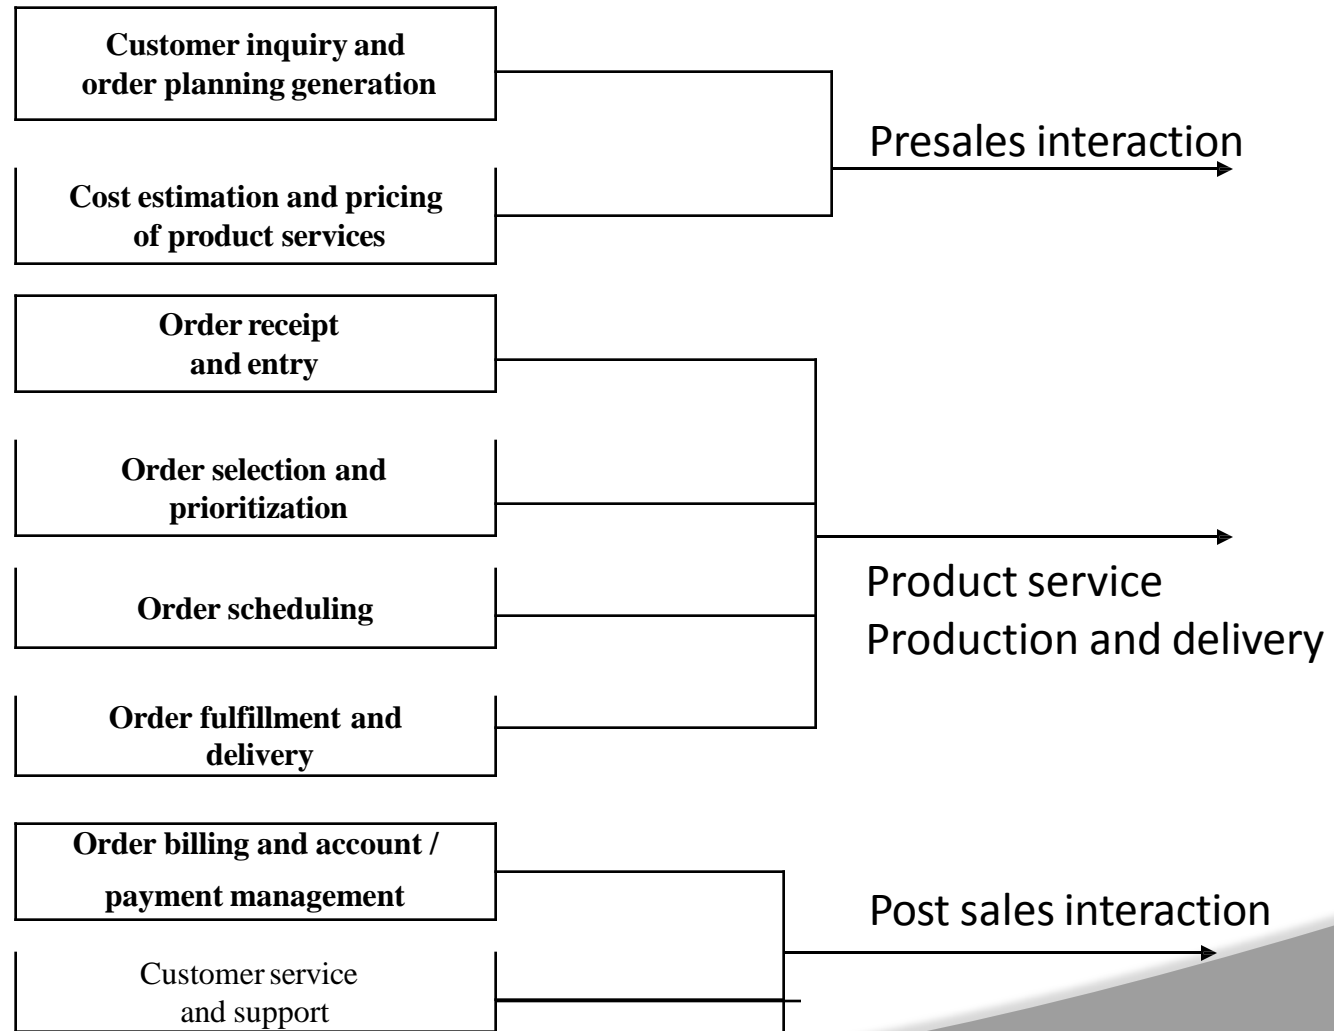 Customer inquiry and
order planning generation
Presales interaction
Cost estimation and pricing
of product services
Order receipt
and entry
Order selection and
prioritization
Product service
Production and delivery
Order scheduling
Order fulfillment and
delivery
Order billing and account /
payment management
Post sales interaction
Customer service
and support